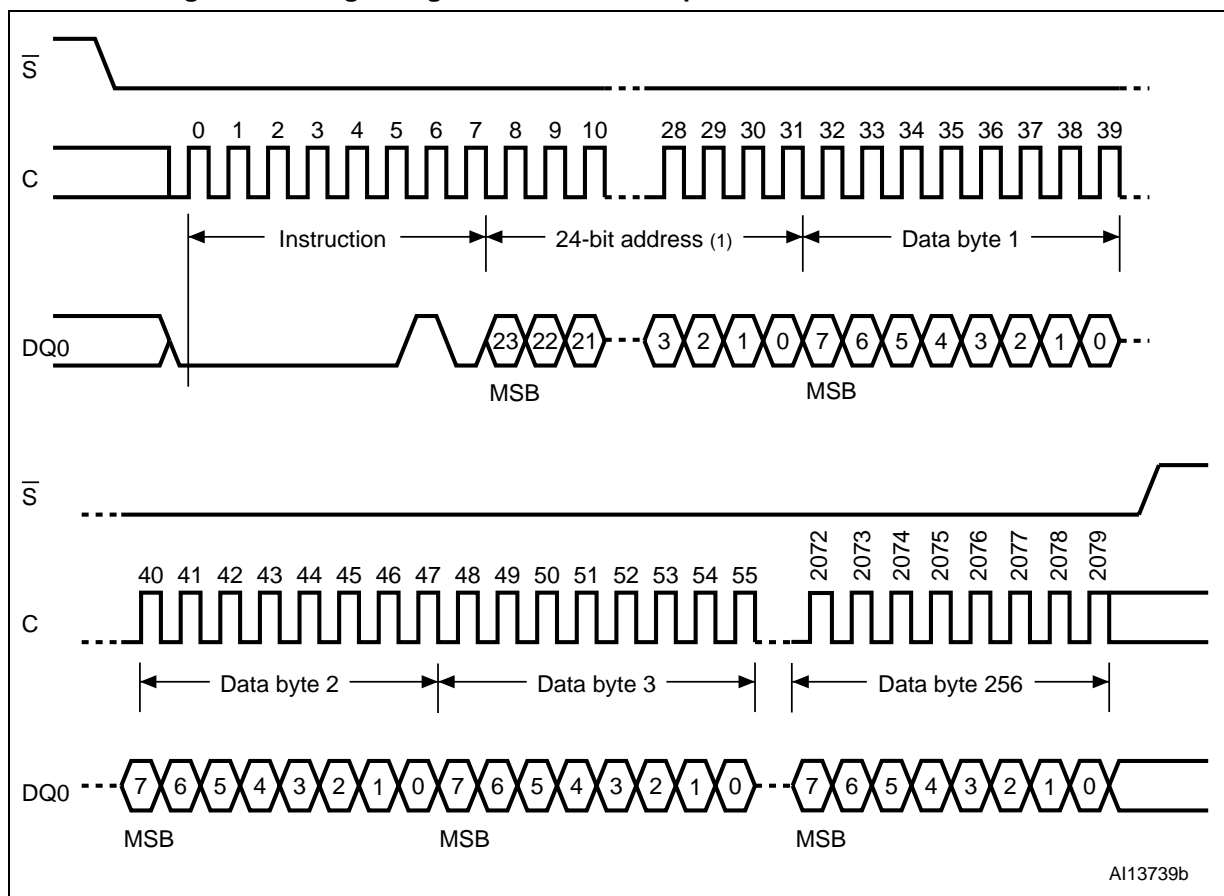 S
0 1 2 3 4 5 6 7 8 9 10 28 29 30 31 32 33 34 35 36 37 38 39
C
Instruction 24-bit address (1) Data byte 1
DQ0 23 22 21 3 2 1 0 7 6 5 4 3 2 1 0
MSB MSB
S
40 41 42 43 44 45 46 47 48 49 50 51 52 53 54 55 2072 2073 2074 2075 2076 2077 2078 2079
C
Data byte 2 Data byte 3 Data byte 256
DQ0 7 6 5 4 3 2 1 0 7 6 5 4 3 2 1 0 7 6 5 4 3 2 1 0
MSB MSB MSB
AI13739b